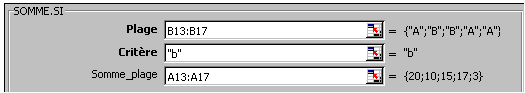 SOMME.SI
Plage B13:B17 = {"A";"B";"B";"A";"A"}
Critère "b" = "b"
Somme_plage A13:A17 = {20;10;15;17;3}